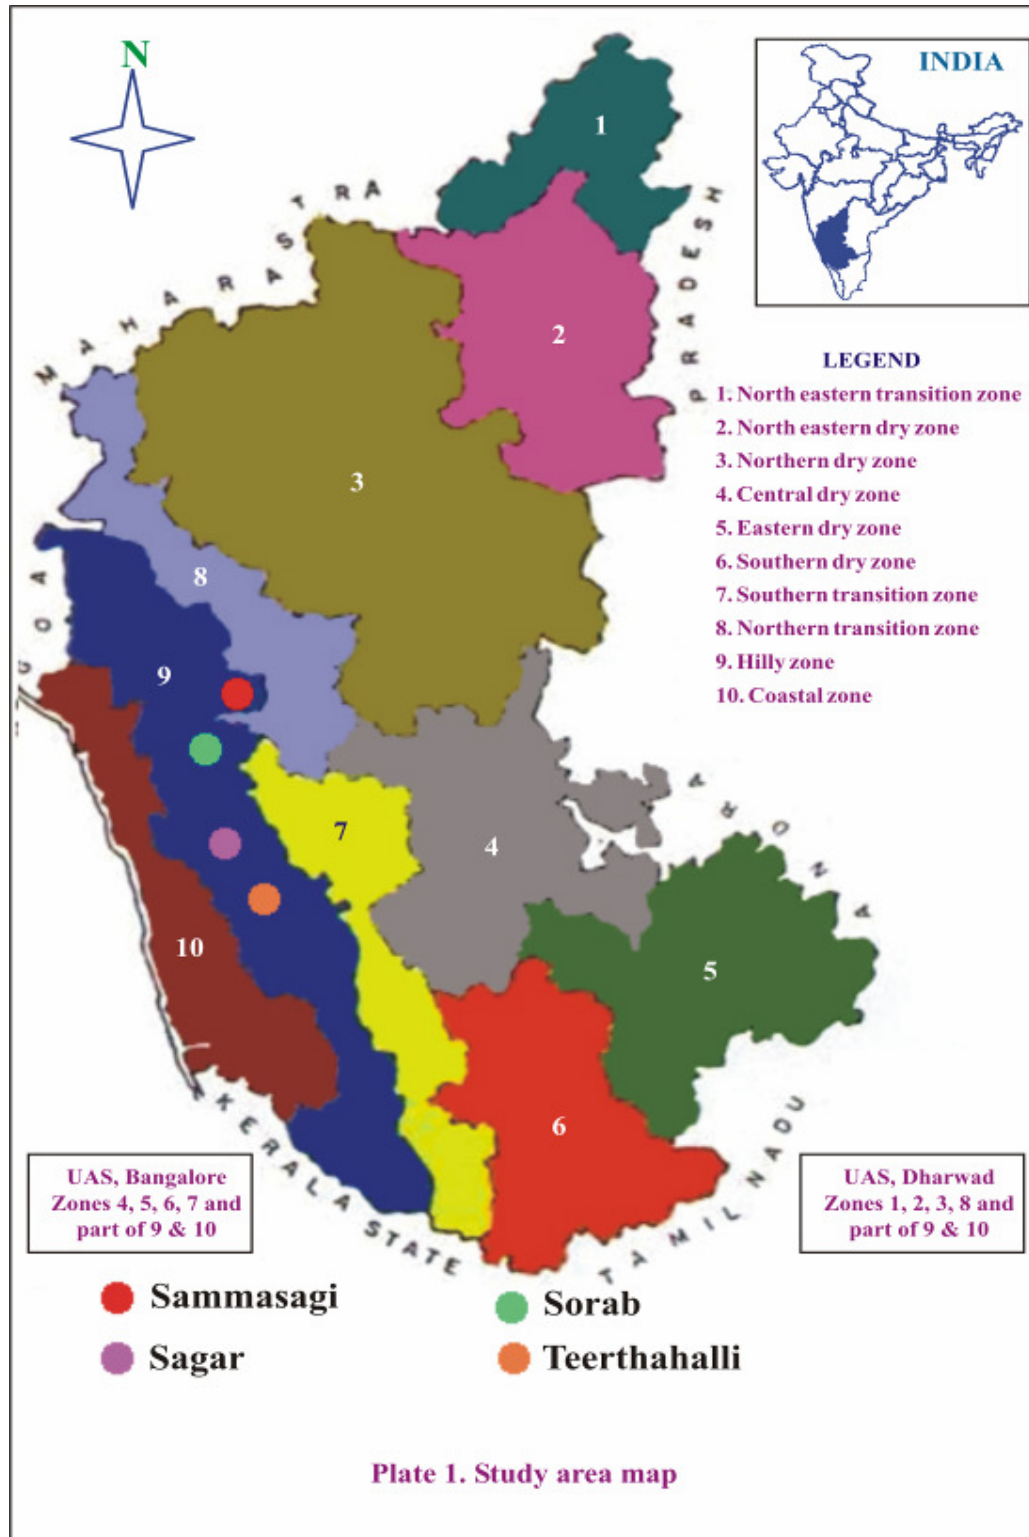 N
INDIA
MAHARASTRA
PRADESH
GOA
1
2
3
8
9
7
4
10
5
6
LEGEND
1. North eastern transition zone
2. North eastern dry zone
3. Northern dry zone
4. Central dry zone
5. Eastern dry zone
6. Southern dry zone
7. Southern transition zone
8. Northern transition zone
9. Hilly zone
10. Coastal zone
ANDRA
KERALA STATE
TAMIL NADU
UAS, Bangalore
Zones 4, 5, 6, 7 and
part of 9 & 10
UAS, Dharwad
Zones 1, 2, 3, 8 and
part of 9 & 10
Sammasagi
Sorab
Sagar
Teerthahalli
Plate 1. Study area map